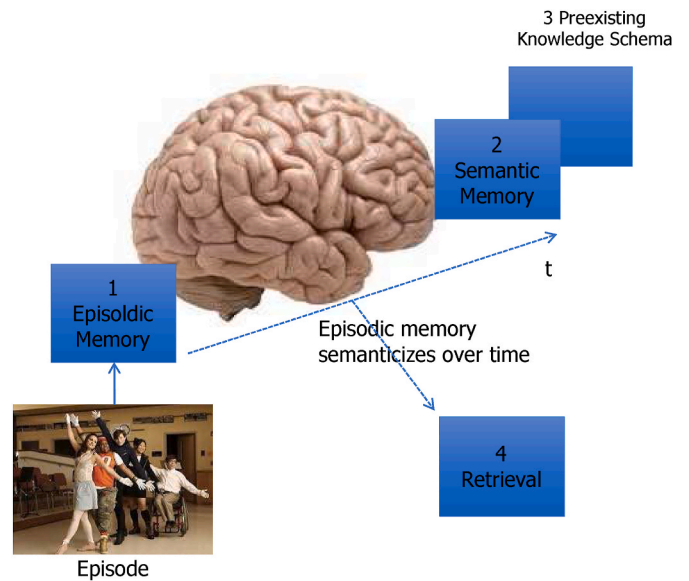 3 Preexisting
Knowledge Schema
2
Semantic
Memory
t
1
Episoldic
Memory
Episodic memory
semanticizes over time
4
Retrieval
Episode